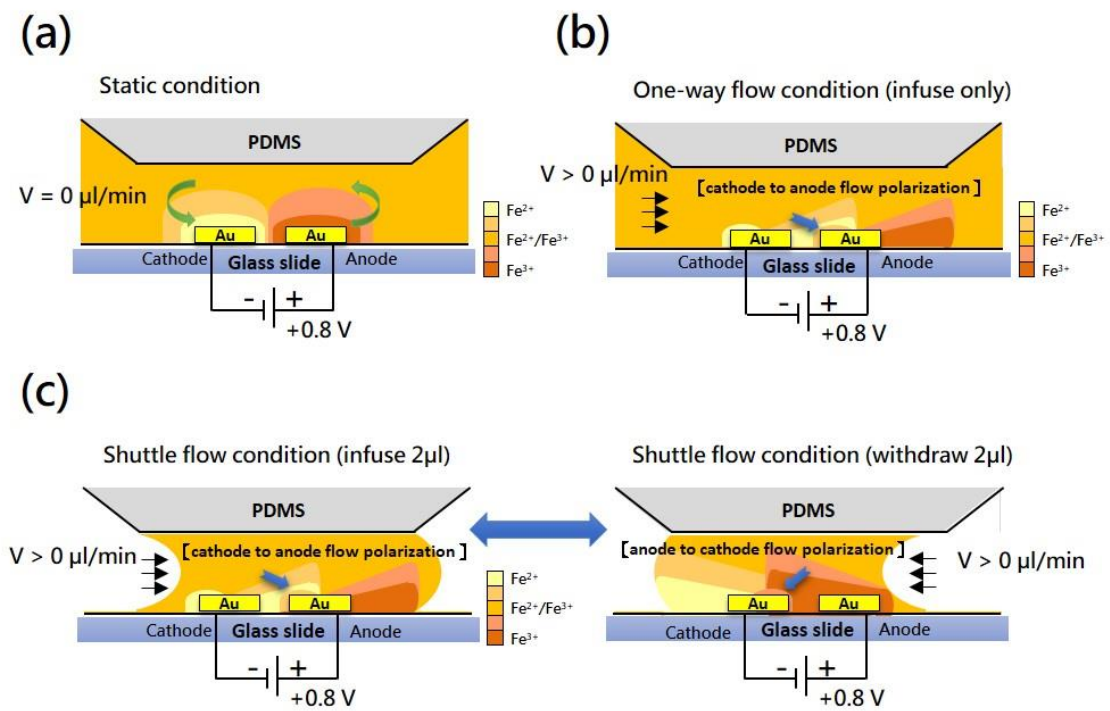 (a)
Static condition
PDMS
V = 0 µl/min
Au Au
Cathode Glass slide Anode
- +
+0.8 V
Fe²⁺
Fe²⁺/Fe³⁺
Fe³⁺
(b)
One-way flow condition (infuse only)
PDMS
V > 0 µl/min
[cathode to anode flow polarization]
Au Au
Cathode Glass slide Anode
- +
+0.8 V
Fe²⁺
Fe²⁺/Fe³⁺
Fe³⁺
(c)
Shuttle flow condition (infuse 2µl)
PDMS
V > 0 µl/min
[cathode to anode flow polarization]
Au Au
Cathode Glass slide Anode
- +
+0.8 V
Fe²⁺
Fe²⁺/Fe³⁺
Fe³⁺
Shuttle flow condition (withdraw 2µl)
PDMS
[anode to cathode flow polarization]
V > 0 µl/min
Au Au
Cathode Glass slide Anode
- +
+0.8 V